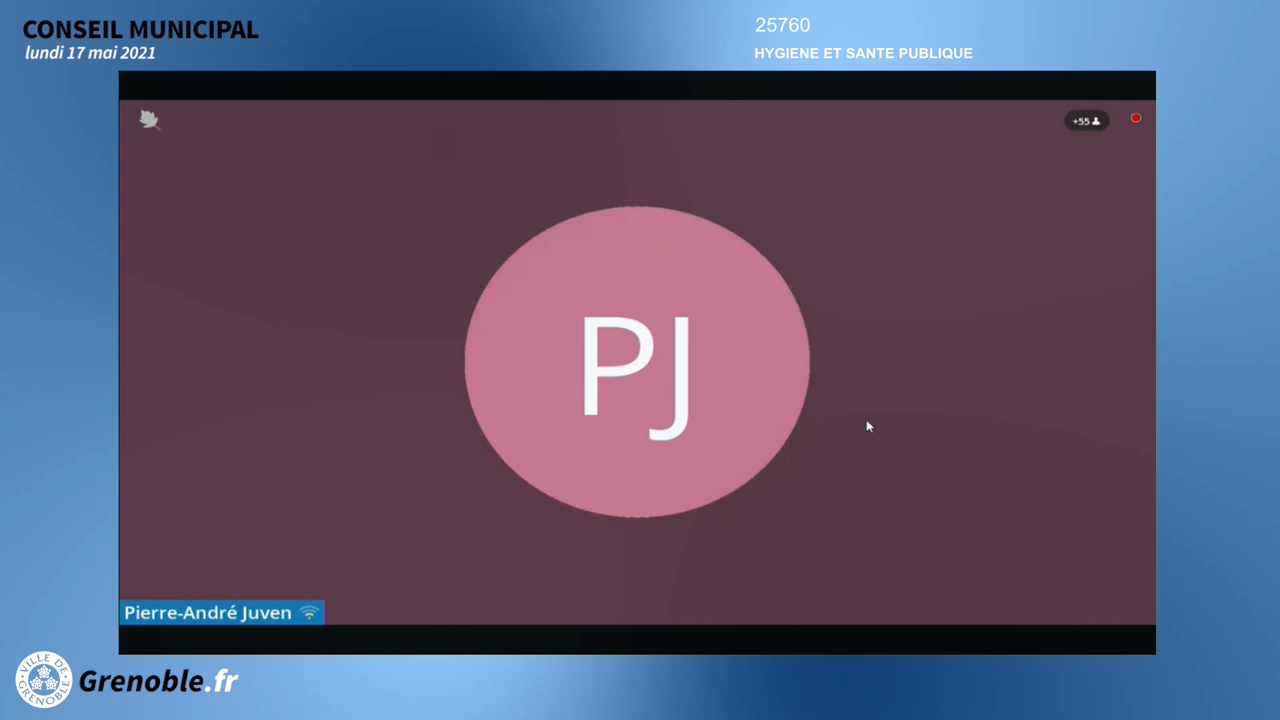 CONSEIL MUNICIPAL
lundi 17 mai 2021
25760
HYGIENE ET SANTE PUBLIQUE
+55
PJ
Pierre-André Juven
VILLE DE
GRENOBLE
Grenoble.fr